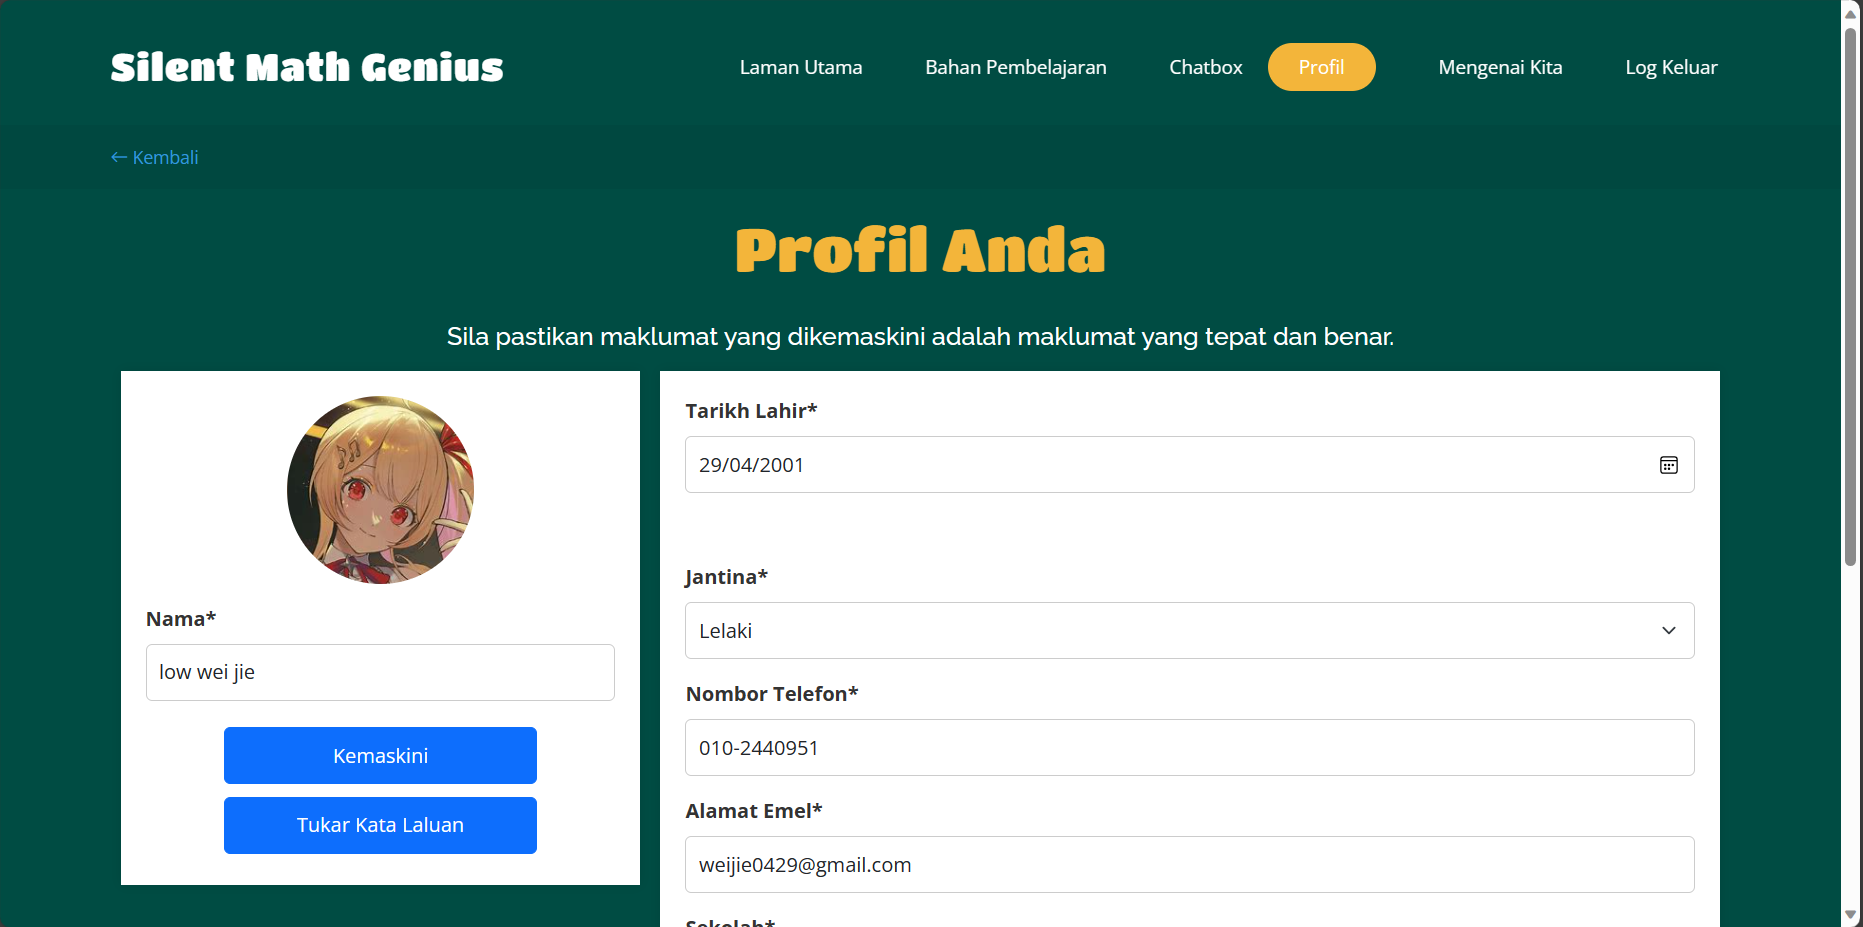 Silent Math Genius
Laman Utama
Bahan Pembelajaran
Chatbox
Profil
Mengenai Kita
Log Keluar
← Kembali
Profil Anda
Sila pastikan maklumat yang dikemaskini adalah maklumat yang tepat dan benar.
Nama*
low wei jie
Kemaskini
Tukar Kata Laluan
Tarikh Lahir*
29/04/2001
Jantina*
Lelaki
Nombor Telefon*
010-2440951
Alamat Emel*
weijie0429@gmail.com
Sekolah*